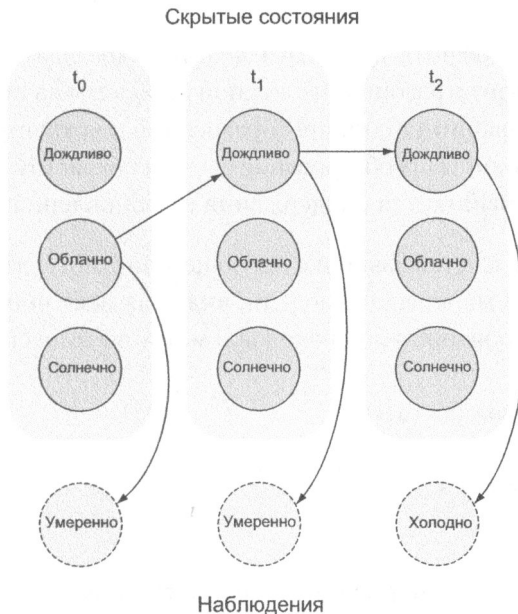 Скрытые состояния
t0 t1 t2
Дождливо Дождливо Дождливо
Облачно Облачно Облачно
Солнечно Солнечно Солнечно
Умеренно Умеренно Холодно
Наблюдения